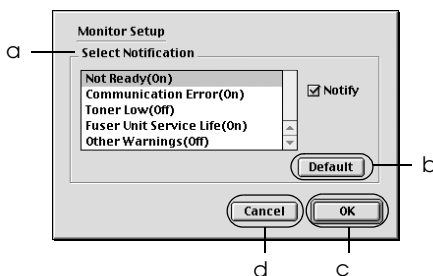 Monitor Setup
a
Select Notification
Not Ready(On)
Communication Error(On)
Toner Low(Off)
Fuser Unit Service Life(On)
Other Warnings(Off)
Notify
Default
b
Cancel
OK
d
c